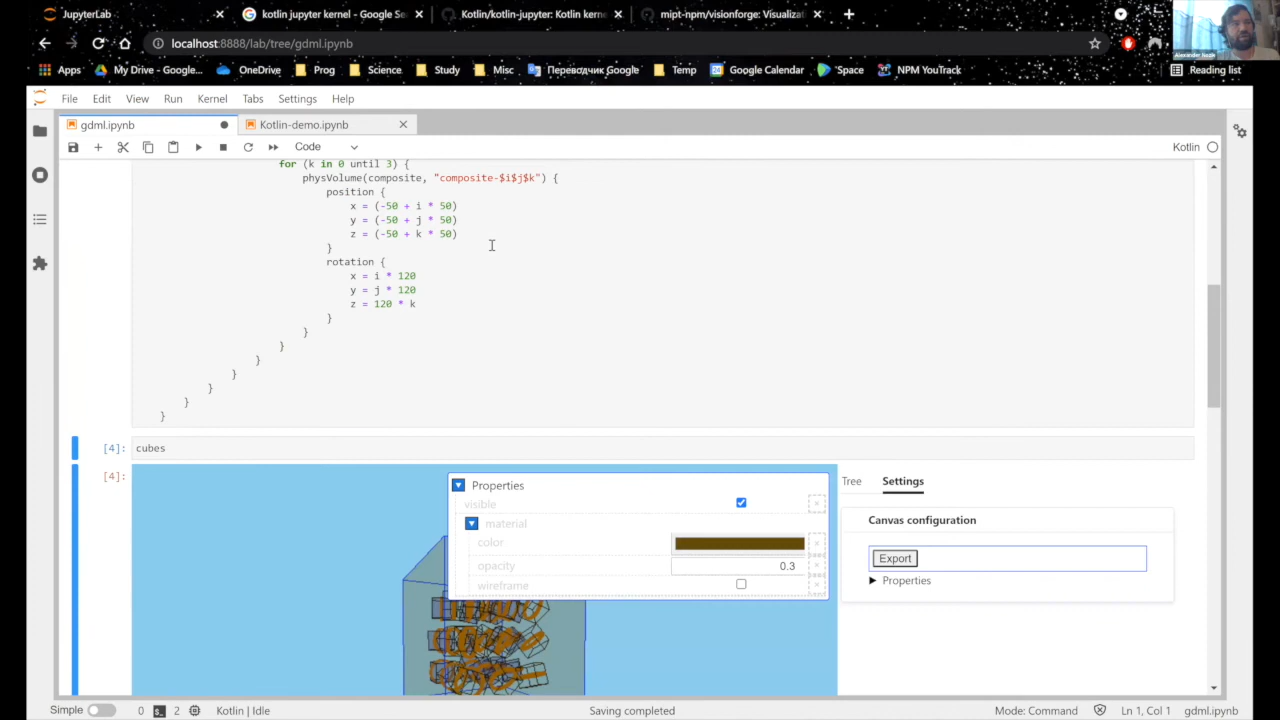 JupyterLab
kotlin jupyter kernel - Google Se
Kotlin/kotlin-jupyter: Kotlin kern
mipt-npm/visionforge: Visualizat
localhost:8888/lab/tree/gdml.ipynb
Alexander Nozik
Apps
My Drive - Google...
OneDrive
Prog
Science
Study
Misc
Переводчик Google
Temp
24
Google Calendar
'Space
NPM YouTrack
Reading list
File Edit View Run Kernel Tabs Settings Help
gdml.ipynb
Kotlin-demo.ipynb
Code
Kotlin
for (k in 0 until 3) {
physVolume(composite, "composite-$i$j$k") {
position {
x = (-50 + i * 50)
y = (-50 + j * 50)
z = (-50 + k * 50)
}
rotation {
x = i * 120
y = j * 120
z = 120 * k
}
}
}
}
}
}
}
}
[4]: cubes
[4]:
Properties
visible
material
color
opacity 0.3
wireframe
Tree Settings
Canvas configuration
Export
Properties
Simple
0
2
Kotlin | Idle
Saving completed
Mode: Command
Ln 1, Col 1
gdml.ipynb